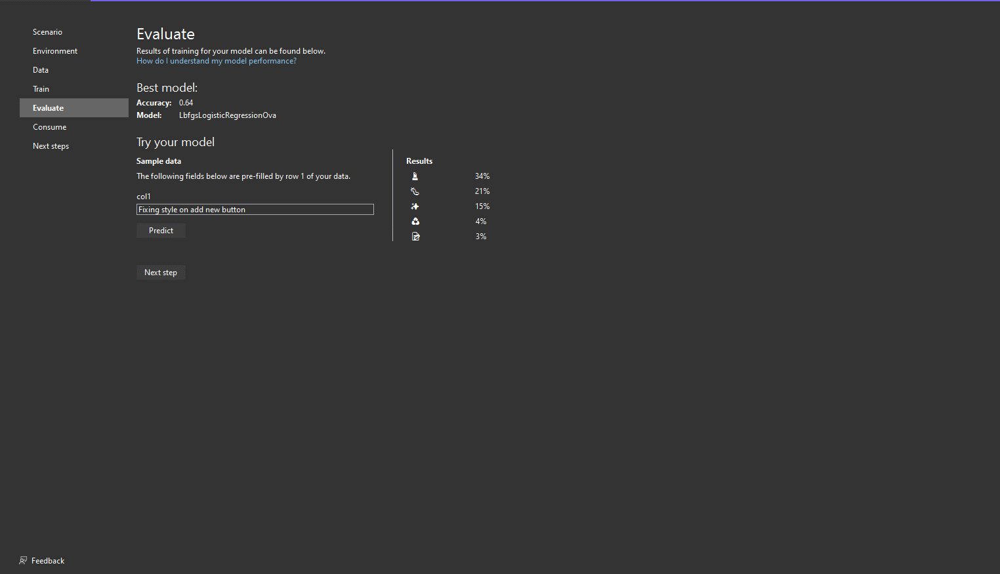 Scenario
Environment
Data
Train
Evaluate
Consume
Next steps
Evaluate
Results of training for your model can be found below.
How do I understand my model performance?
Best model:
Accuracy: 0.64
Model: LbfgsLogisticRegressionOva
Try your model
Sample data
The following fields below are pre-filled by row 1 of your data.
col1
Fixing style on add new button
Predict
Next step
Results
34%
21%
15%
4%
3%
Feedback